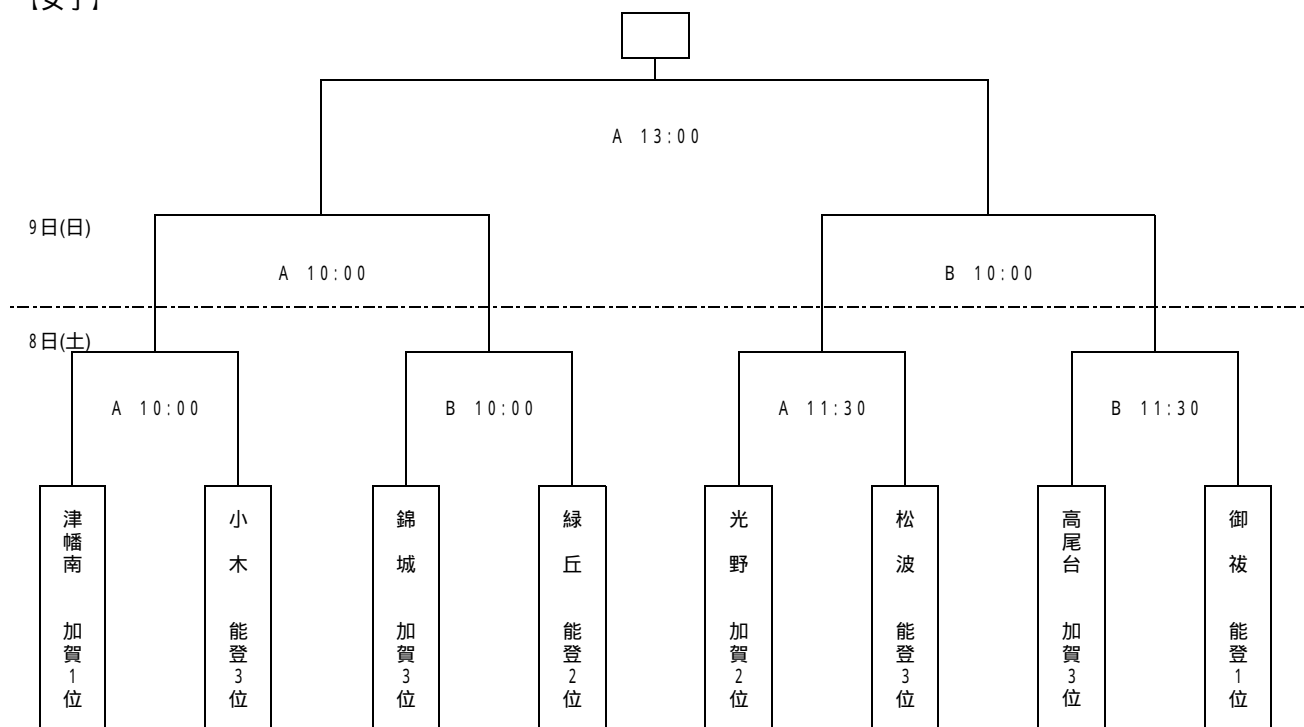 【女子】
A 13:00
9日(日)
A 10:00
B 10:00
8日(土)
A 10:00
B 10:00
A 11:30
B 11:30
津幡南 加賀1位
小木 能登3位
錦城 加賀3位
緑丘 能登2位
光野 加賀2位
松波 能登3位
高尾台 加賀3位
御祓 能登1位